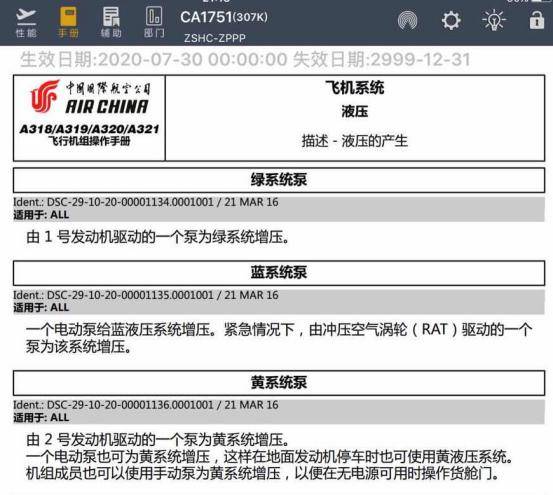 性能
手册
辅助
部门
CA1751(307K)
ZSHC-ZPPP
生效日期:2020-07-30 00:00:00 失效日期:2999-12-31
中国国际航空公司
AIR CHINA
A318/A319/A320/A321
飞行机组操作手册
飞机系统
液压
描述 - 液压的产生
绿系统泵
Ident.: DSC-29-10-20-00001134.0001001 / 21 MAR 16
适用于: ALL
由 1 号发动机驱动的一个泵为绿系统增压。
蓝系统泵
Ident.: DSC-29-10-20-00001135.0001001 / 21 MAR 16
适用于: ALL
一个电动泵给蓝液压系统增压。紧急情况下，由冲压空气涡轮（RAT）驱动的一个
泵为该系统增压。
黄系统泵
Ident.: DSC-29-10-20-00001136.0001001 / 21 MAR 16
适用于: ALL
由 2 号发动机驱动的一个泵为黄系统增压。
一个电动泵也可为黄系统增压，这样在地面发动机停车时也可使用黄液压系统。
机组成员也可以使用手动泵为黄系统增压，以便在无电源可用时操作货舱门。